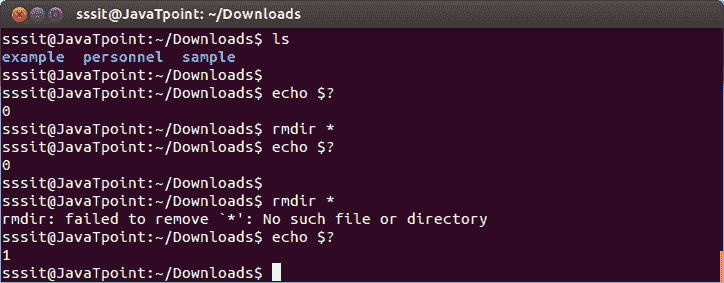 sssit@JavaTpoint: ~/Downloads
sssit@JavaTpoint:~/Downloads$ ls
example  personnel  sample
sssit@JavaTpoint:~/Downloads$
sssit@JavaTpoint:~/Downloads$ echo $?
0
sssit@JavaTpoint:~/Downloads$ rmdir *
sssit@JavaTpoint:~/Downloads$ echo $?
0
sssit@JavaTpoint:~/Downloads$
sssit@JavaTpoint:~/Downloads$ rmdir *
rmdir: failed to remove `*': No such file or directory
sssit@JavaTpoint:~/Downloads$ echo $?
1
sssit@JavaTpoint:~/Downloads$